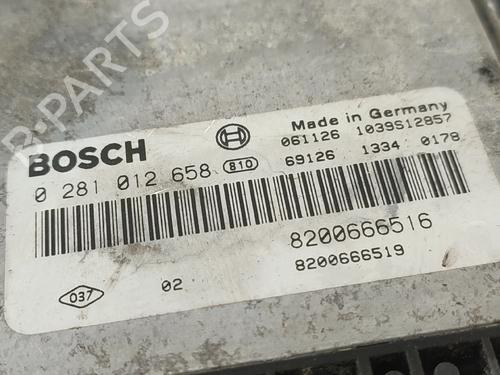 B-PARTS
BOSCH
Made in Germany
061126 1039S12857
0 281 012 658 810 69126 1334 0178
8200666516
037 02 8200666519